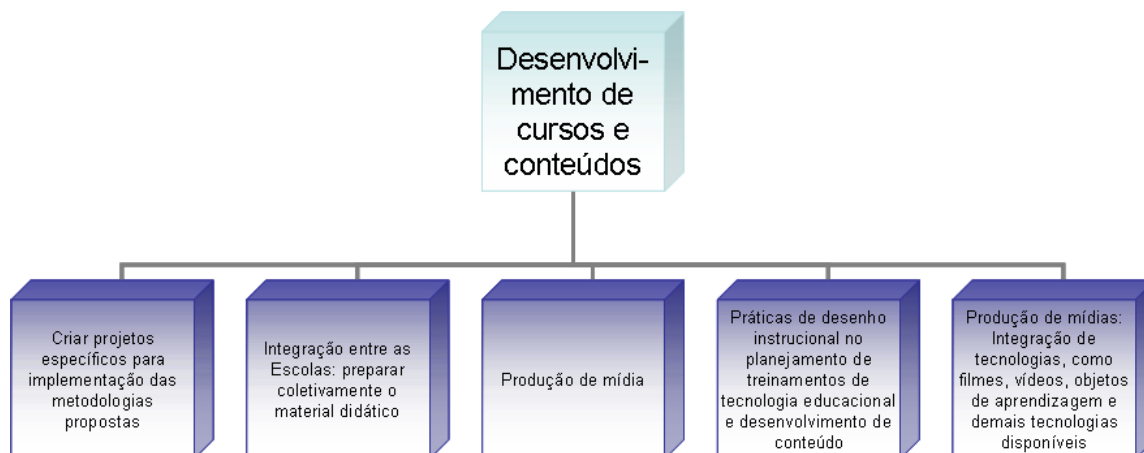 Desenvolvi-
mento de
cursos e
conteúdos
Criar projetos
específicos para
implementação das
metodologias
propostas
Integração entre as
Escolas: preparar
coletivamente o
material didático
Produção de mídia
Práticas de desenho
instrucional no
planejamento de
treinamentos de
tecnologia educacional
e desenvolvimento de
conteúdo
Produção de mídias:
Integração de
tecnologias, como
filmes, vídeos, objetos
de aprendizagem e
demais tecnologias
disponíveis